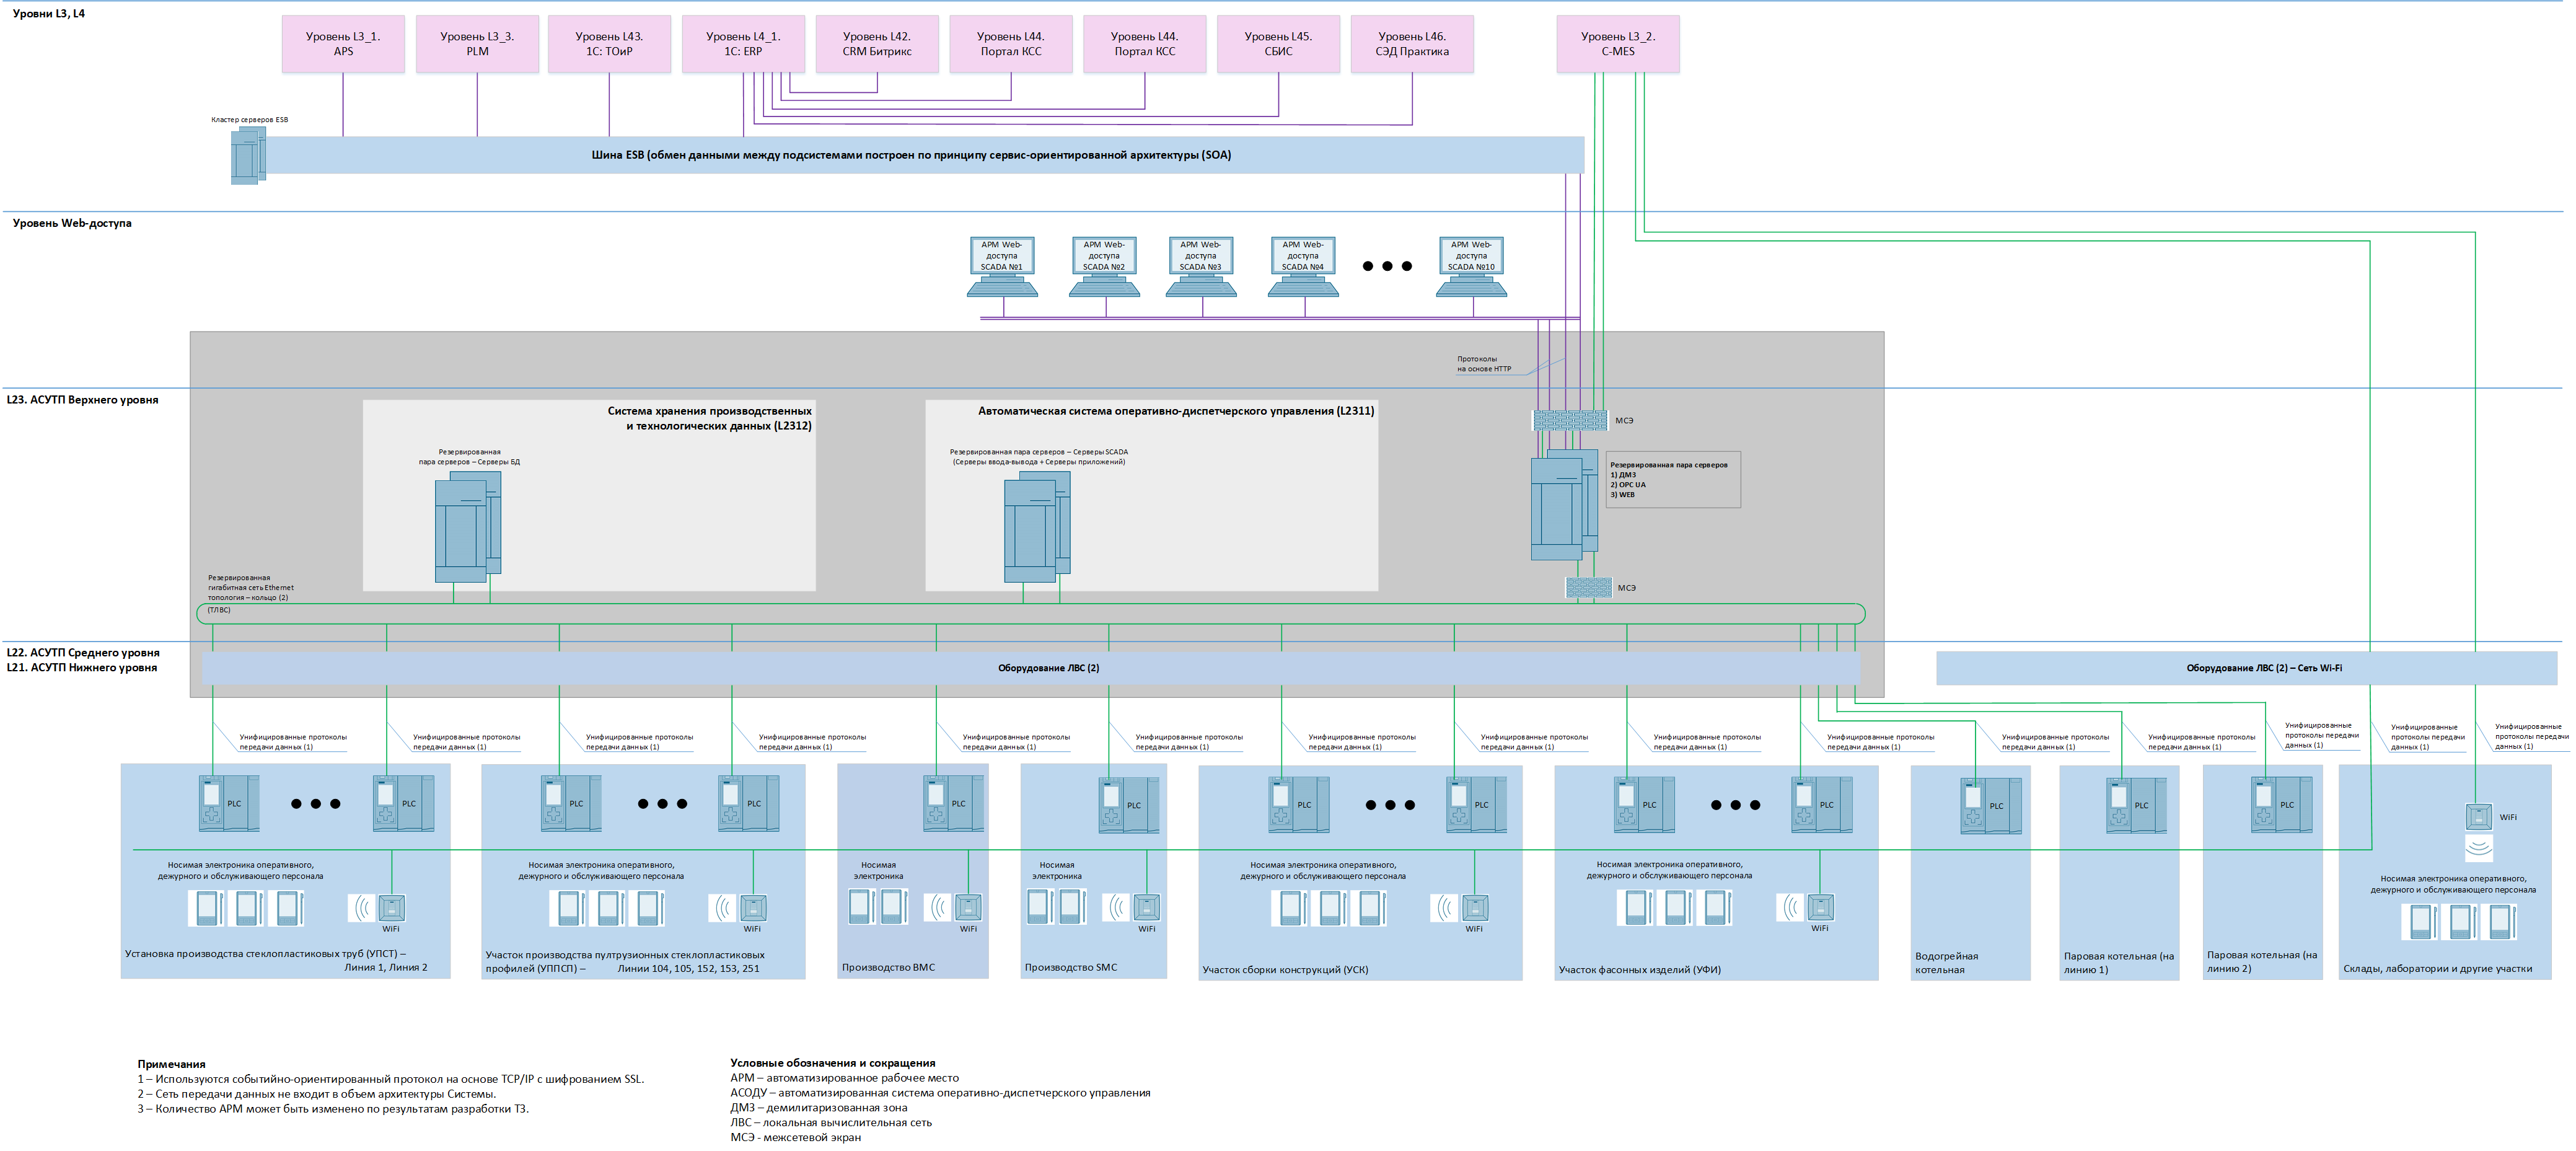 Уровни L3, L4
Уровень L3_1.
APS
Уровень L3_3.
PLM
Уровень L43.
1С: ТОиР
Уровень L4_1.
1С: ERP
Уровень L42.
CRM Битрикс
Уровень L44.
Портал КСС
Уровень L44.
Портал КСС
Уровень L45.
СБИС
Уровень L46.
СЭД Практика
Уровень L3_2.
C-MES
Кластер серверов ESB
Шина ESB (обмен данными между подсистемами построен по принципу сервис-ориентированной архитектуры (SOA)
Уровень Web-доступа
АРМ Web-
доступа
SCADA №1
АРМ Web-
доступа
SCADA №2
АРМ Web-
доступа
SCADA №3
АРМ Web-
доступа
SCADA №4
АРМ Web-
доступа
SCADA №10
Протоколы
на основе HTTP
L23. АСУТП Верхнего уровня
Система хранения производственных
и технологических данных (L2312)
Резервированная
пара серверов – Серверы БД
Автоматическая система оперативно-диспетчерского управления (L2311)
Резервированная пара серверов – Серверы SCADA
(Серверы ввода-вывода + Серверы приложений)
МСЭ
Резервированная пара серверов
1) ДМЗ
2) OPC UA
3) WEB
МСЭ
Резервированная
гигабитная сеть Ethernet
топология – кольцо (2)
(ТЛВС)
L22. АСУТП Среднего уровня
L21. АСУТП Нижнего уровня
Оборудование ЛВС (2)
Оборудование ЛВС (2) – Сеть Wi-Fi
Унифицированные протоколы
передачи данных (1)
Унифицированные протоколы
передачи данных (1)
Унифицированные протоколы
передачи данных (1)
Унифицированные протоколы
передачи данных (1)
Унифицированные протоколы
передачи данных (1)
Унифицированные протоколы
передачи данных (1)
Унифицированные протоколы
передачи данных (1)
Унифицированные протоколы
передачи данных (1)
Унифицированные протоколы
передачи данных (1)
Унифицированные протоколы
передачи данных (1)
Унифицированные протоколы
передачи данных (1)
Унифицированные протоколы
передачи данных (1)
Унифицированные
протоколы передачи
данных (1)
Унифицированные
протоколы передачи
данных (1)
Унифицированные
протоколы передачи
данных (1)
PLC
PLC
Носимая электроника оперативного,
дежурного и обслуживающего персонала
WiFi
Установка производства стеклопластиковых труб (УПСТ) –
Линия 1, Линия 2
PLC
PLC
Носимая электроника оперативного,
дежурного и обслуживающего персонала
WiFi
Участок производства пултрузионных стеклопластиковых
профилей (УППСП) – Линии 104, 105, 152, 153, 251
PLC
Носимая
электроника
WiFi
Производство BMC
PLC
Носимая
электроника
WiFi
Производство SMC
PLC
PLC
Носимая электроника оперативного,
дежурного и обслуживающего персонала
WiFi
Участок сборки конструкций (УСК)
PLC
PLC
Носимая электроника оперативного,
дежурного и обслуживающего персонала
WiFi
Участок фасонных изделий (УФИ)
PLC
Водогрейная
котельная
PLC
Паровая котельная (на
линию 1)
PLC
Паровая котельная (на
линию 2)
WiFi
Носимая электроника оперативного,
дежурного и обслуживающего персонала
Склады, лаборатории и другие участки
Примечания
1 – Используются событийно-ориентированный протокол на основе TCP/IP с шифрованием SSL.
2 – Сеть передачи данных не входит в объем архитектуры Системы.
3 – Количество АРМ может быть изменено по результатам разработки ТЗ.
Условные обозначения и сокращения
АРМ – автоматизированное рабочее место
АСОДУ – автоматизированная система оперативно-диспетчерского управления
ДМЗ – демилитаризованная зона
ЛВС – локальная вычислительная сеть
МСЭ - межсетевой экран